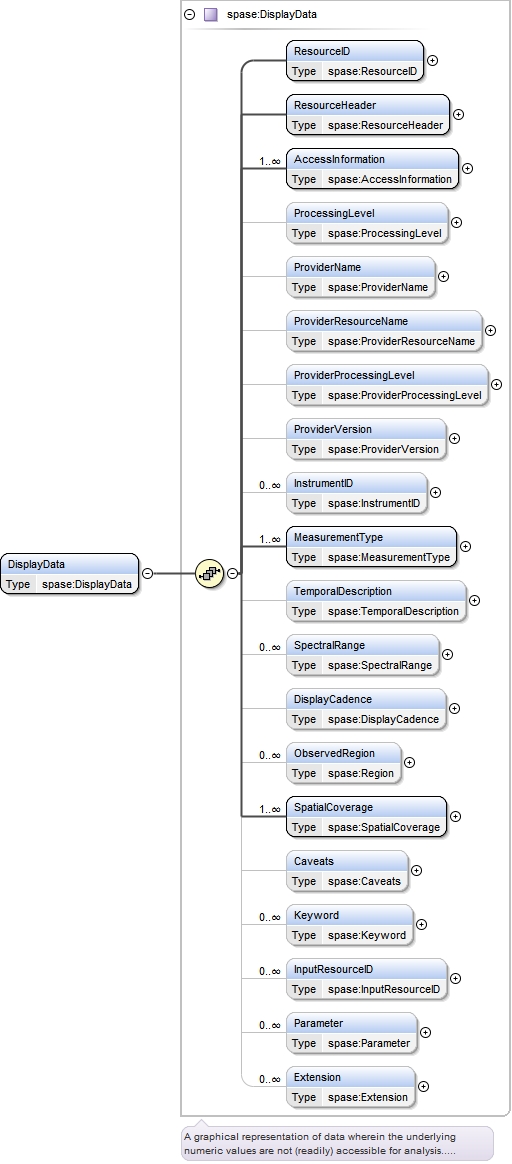 spase:DisplayData
ResourceID
Type spase:ResourceID
ResourceHeader
Type spase:ResourceHeader
1..∞
AccessInformation
Type spase:AccessInformation
ProcessingLevel
Type spase:ProcessingLevel
ProviderName
Type spase:ProviderName
ProviderResourceName
Type spase:ProviderResourceName
ProviderProcessingLevel
Type spase:ProviderProcessingLevel
ProviderVersion
Type spase:ProviderVersion
0..∞
InstrumentID
Type spase:InstrumentID
1..∞
MeasurementType
Type spase:MeasurementType
DisplayData
Type spase:DisplayData
TemporalDescription
Type spase:TemporalDescription
0..∞
SpectralRange
Type spase:SpectralRange
DisplayCadence
Type spase:DisplayCadence
0..∞
ObservedRegion
Type spase:Region
1..∞
SpatialCoverage
Type spase:SpatialCoverage
Caveats
Type spase:Caveats
0..∞
Keyword
Type spase:Keyword
0..∞
InputResourceID
Type spase:InputResourceID
0..∞
Parameter
Type spase:Parameter
0..∞
Extension
Type spase:Extension
A graphical representation of data wherein the underlying
numeric values are not (readily) accessible for analysis.....